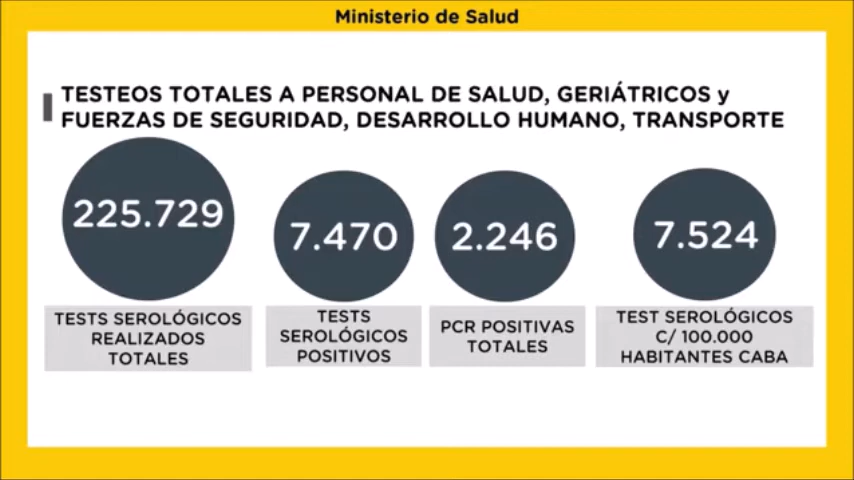 Ministerio de Salud
TESTEOS TOTALES A PERSONAL DE SALUD, GERIÁTRICOS y
FUERZAS DE SEGURIDAD, DESARROLLO HUMANO, TRANSPORTE
225.729
TESTS SEROLÓGICOS
REALIZADOS
TOTALES
7.470
TESTS
SEROLÓGICOS
POSITIVOS
2.246
PCR POSITIVAS
TOTALES
7.524
TEST SEROLÓGICOS
C/ 100.000
HABITANTES CABA